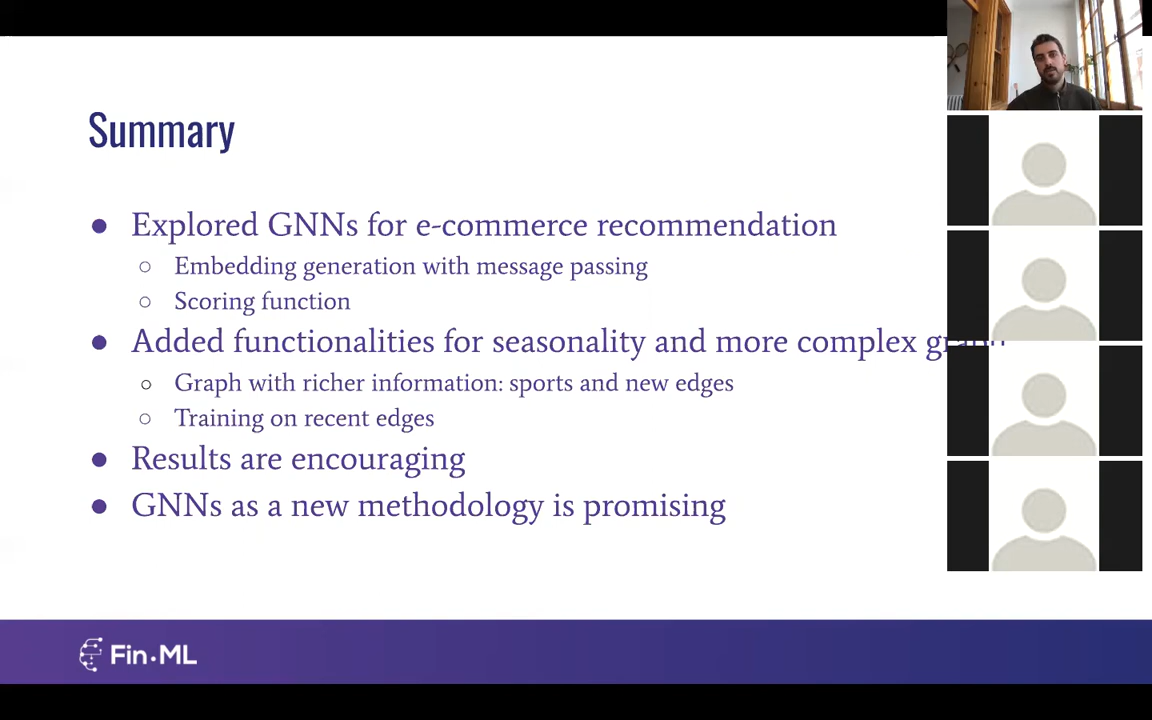 Summary
● Explored GNNs for e-commerce recommendation
○ Embedding generation with message passing
○ Scoring function
● Added functionalities for seasonality and more complex
○ Graph with richer information: sports and new edges
○ Training on recent edges
● Results are encouraging
● GNNs as a new methodology is promising
Fin·ML